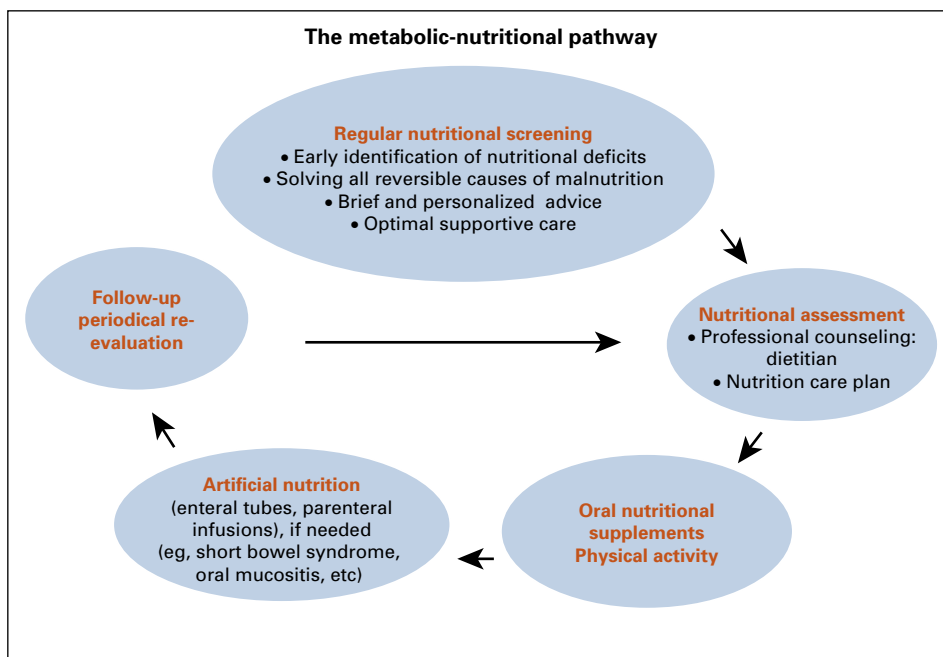 The metabolic-nutritional pathway
Regular nutritional screening
• Early identification of nutritional deficits
• Solving all reversible causes of malnutrition
• Brief and personalized advice
• Optimal supportive care
Nutritional assessment
• Professional counseling:
dietitian
• Nutrition care plan
Oral nutritional
supplements
Physical activity
Artificial nutrition
(enteral tubes, parenteral
infusions), if needed
(eg, short bowel syndrome,
oral mucositis, etc)
Follow-up
periodical re-
evaluation